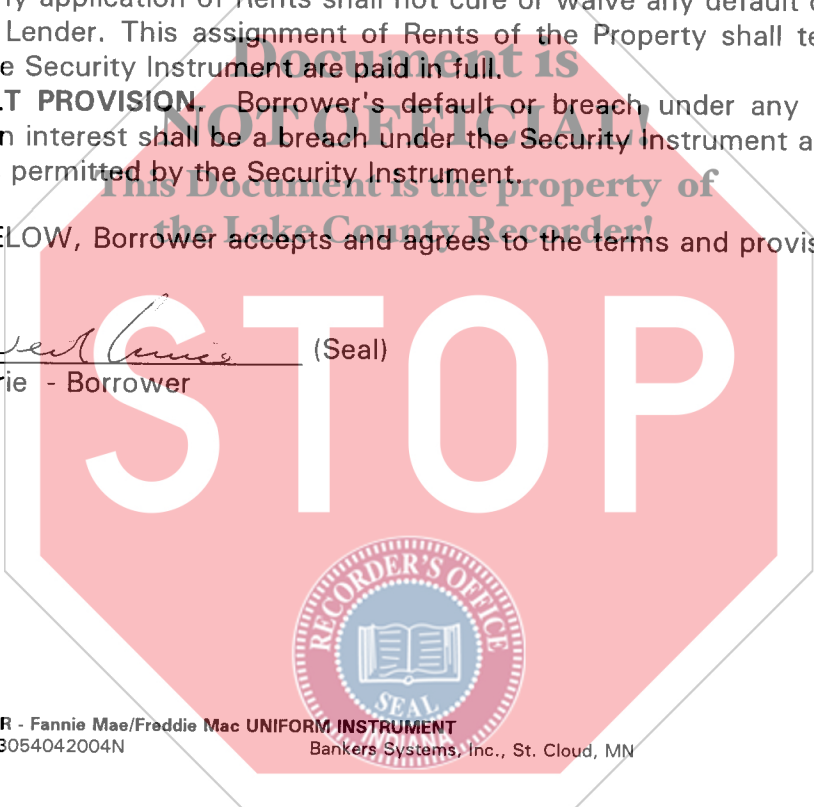 ny application of Rents shall not cure or waive any default o
Lender. This assignment of Rents of the Property shall te
e Security Instrument are paid in full.
LT PROVISION. Borrower's default or breach under any
n interest shall be a breach under the Security Instrument a
permitted by the Security Instrument.
ELOW, Borrower accepts and agrees to the terms and provis
Document is
NOT OFFICIAL!
This Document is the property of
the Lake County Recorder!
STOP
(Seal)
rie - Borrower
RECORDER'S OFFICE
SEAL
INDIANA
R - Fannie Mae/Freddie Mac UNIFORM INSTRUMENT
3054042004N Bankers Systems, Inc., St. Cloud, MN